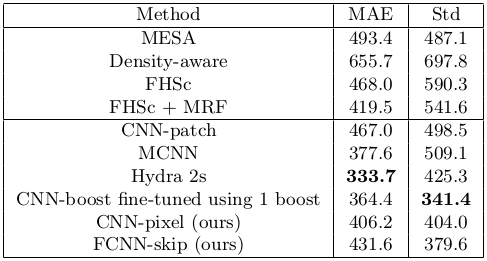 Method MAE Std
MESA 493.4 487.1
Density-aware 655.7 697.8
FHSc 468.0 590.3
FHSc + MRF 419.5 541.6
CNN-patch 467.0 498.5
MCNN 377.6 509.1
Hydra 2s 333.7 425.3
CNN-boost fine-tuned using 1 boost 364.4 341.4
CNN-pixel (ours) 406.2 404.0
FCNN-skip (ours) 431.6 379.6